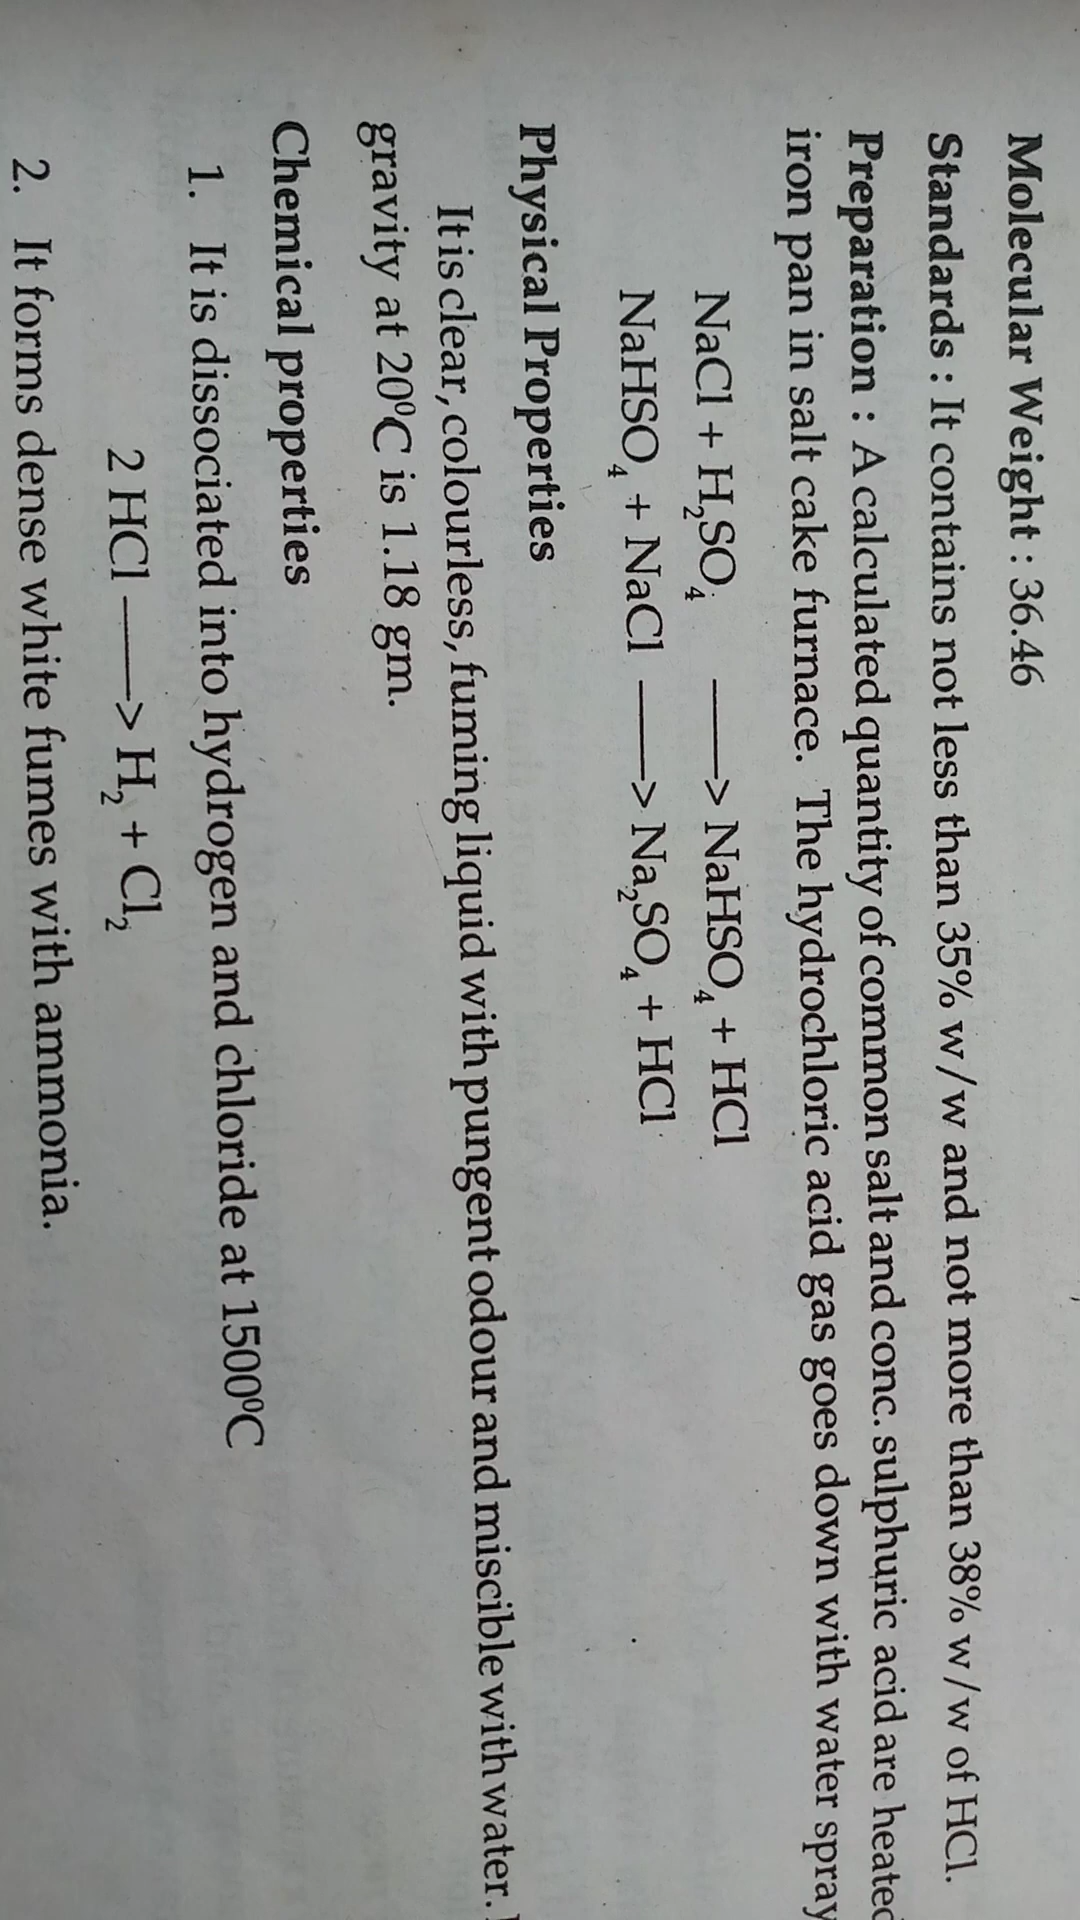 Molecular Weight : 36.46
Standards : It contains not less than 35% w/w and not more than 38% w/w of HCl.
Preparation : A calculated quantity of common salt and conc. sulphuric acid are heated
iron pan in salt cake furnace. The hydrochloric acid gas goes down with water spray
NaCl + H₂SO₄ ⟶ NaHSO₄ + HCl
NaHSO₄ + NaCl ⟶ Na₂SO₄ + HCl
Physical Properties
It is clear, colourless, fuming liquid with pungent odour and miscible with water.
gravity at 20⁰C is 1.18 gm.
Chemical properties
1. It is dissociated into hydrogen and chloride at 1500⁰C
2 HCl ⟶ H₂ + Cl₂
2. It forms dense white fumes with ammonia.